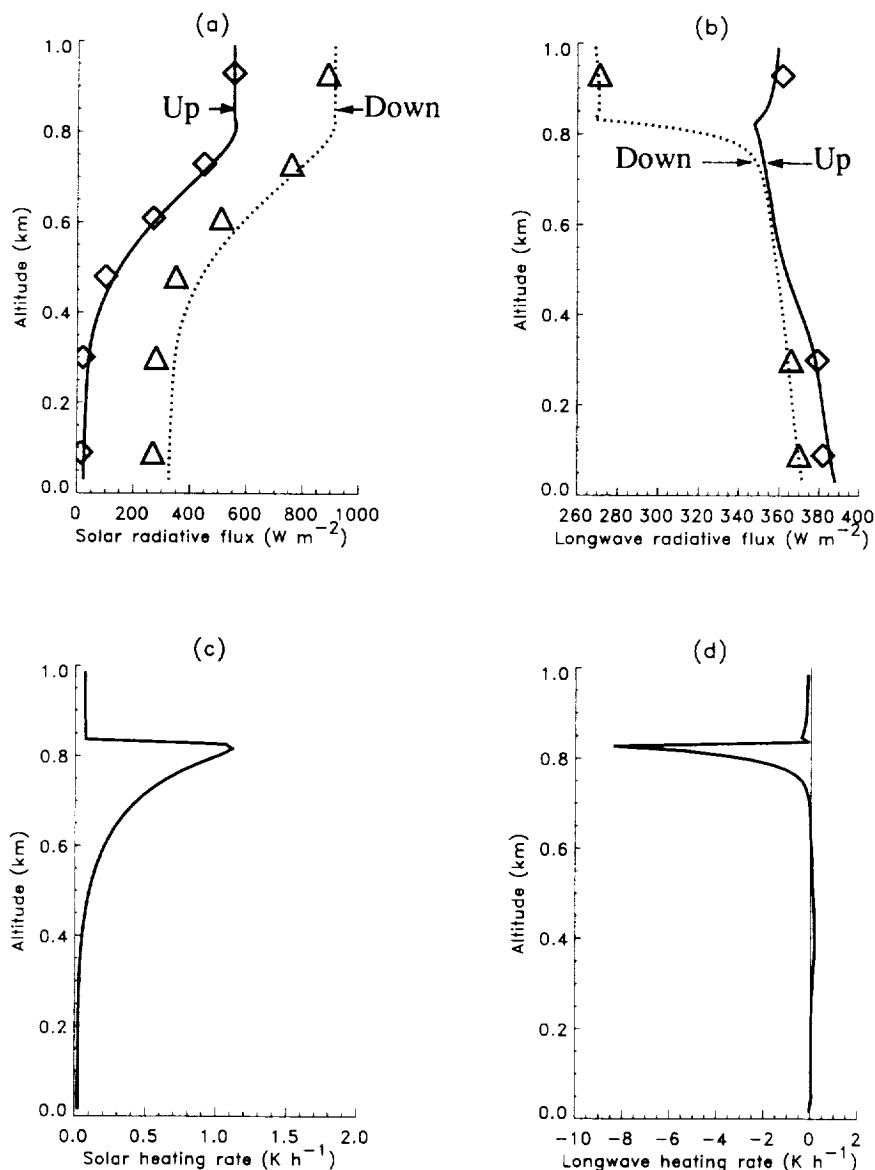 (a)
1.0
0.8
0.6
0.4
0.2
0.0
Altitude (km)
Up
Down
0 200 400 600 800 1000
Solar radiative flux (W m⁻²)
(b)
1.0
0.8
0.6
0.4
0.2
0.0
Altitude (km)
Down
Up
260 280 300 320 340 360 380 400
Longwave radiative flux (W m⁻²)
(c)
1.0
0.8
0.6
0.4
0.2
0.0
Altitude (km)
0.0 0.5 1.0 1.5 2.0
Solar heating rate (K h⁻¹)
(d)
1.0
0.8
0.6
0.4
0.2
0.0
Altitude (km)
-10 -8 -6 -4 -2 0 2
Longwave heating rate (K h⁻¹)